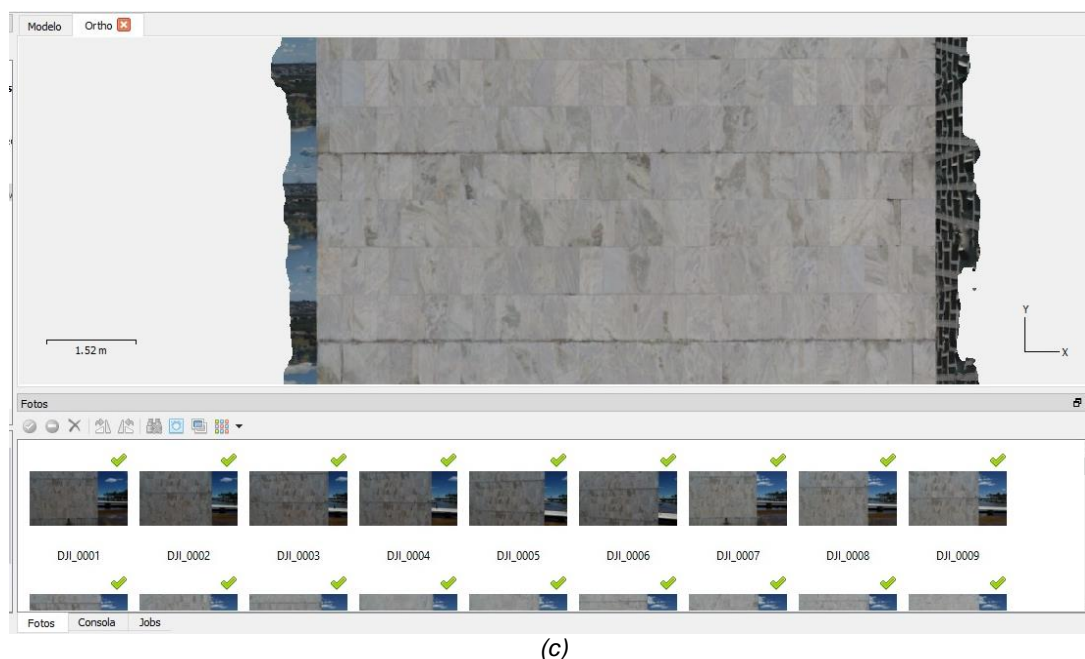 Modelo Ortho
1.52 m
Y
X
Fotos
DJI_0001 DJI_0002 DJI_0003 DJI_0004 DJI_0005 DJI_0006 DJI_0007 DJI_0008 DJI_0009
Fotos Consola Jobs
(c)